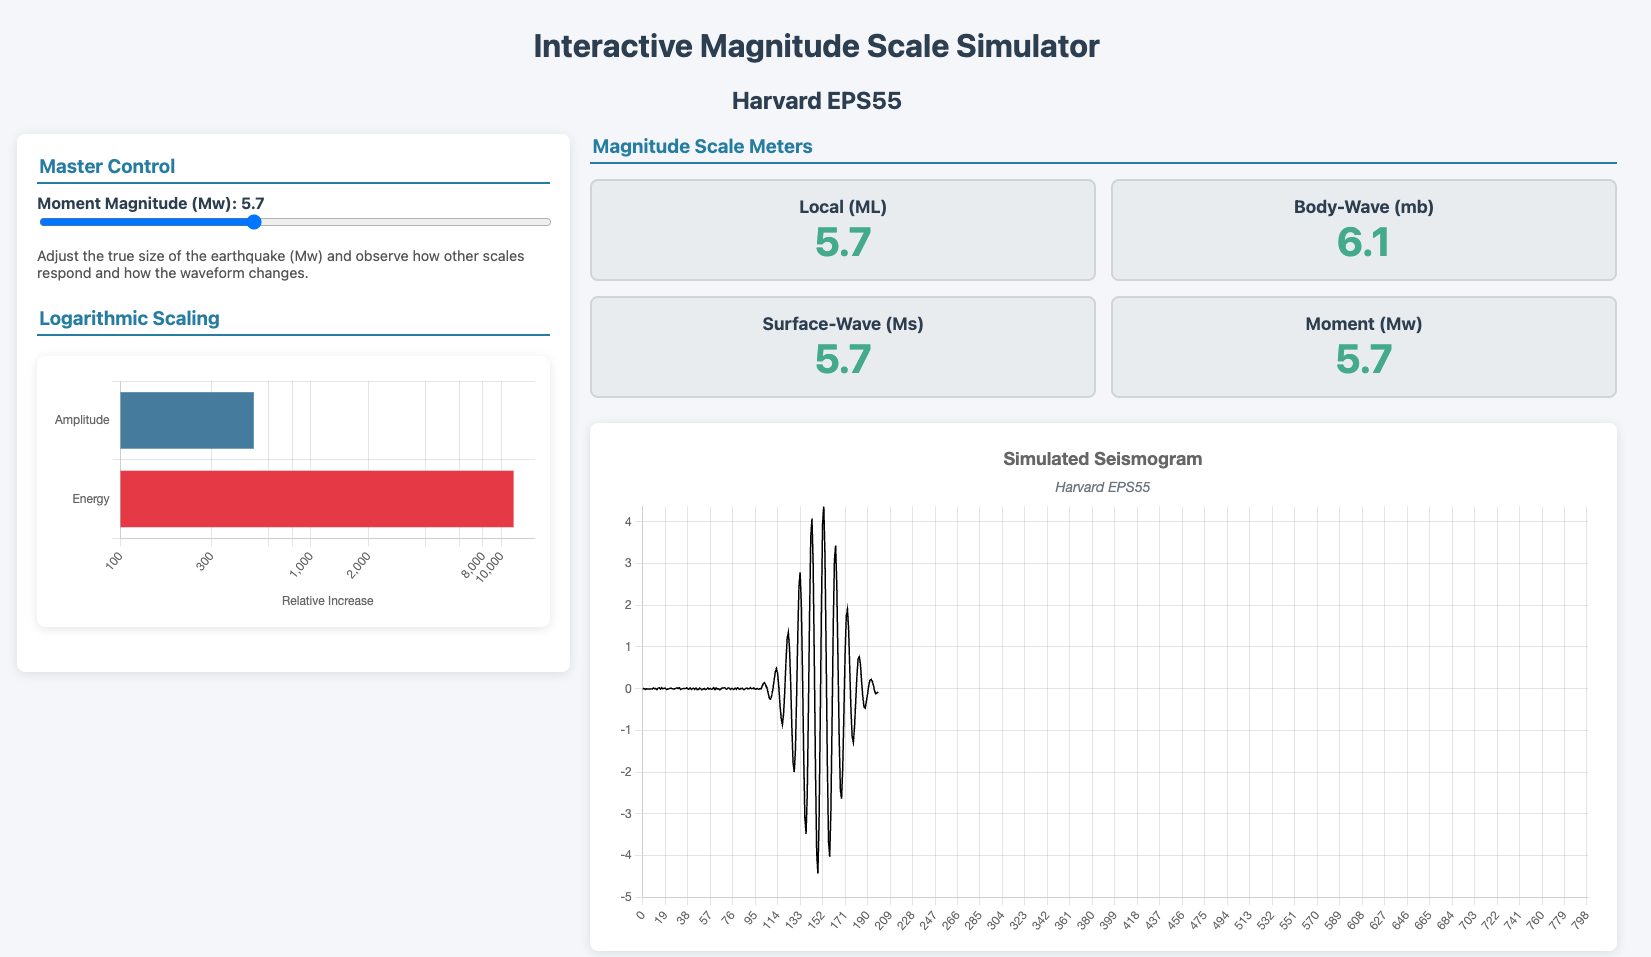 Interactive Magnitude Scale Simulator
Harvard EPS55
Master Control
Moment Magnitude (Mw): 5.7
Adjust the true size of the earthquake (Mw) and observe how other scales
respond and how the waveform changes.
Logarithmic Scaling
Amplitude
Energy
100
300
1,000
2,000
8,000
10,000
Relative Increase
Magnitude Scale Meters
Local (ML)
5.7
Body-Wave (mb)
6.1
Surface-Wave (Ms)
5.7
Moment (Mw)
5.7
Simulated Seismogram
Harvard EPS55
4
3
2
1
0
-1
-2
-3
-4
-5
0 19 38 57 76 95 114 133 152 171 190 209 228 247 266 285 304 323 342 361 380 399 418 437 456 475 494 513 532 551 570 589 608 627 646 665 684 703 722 741 760 779 798